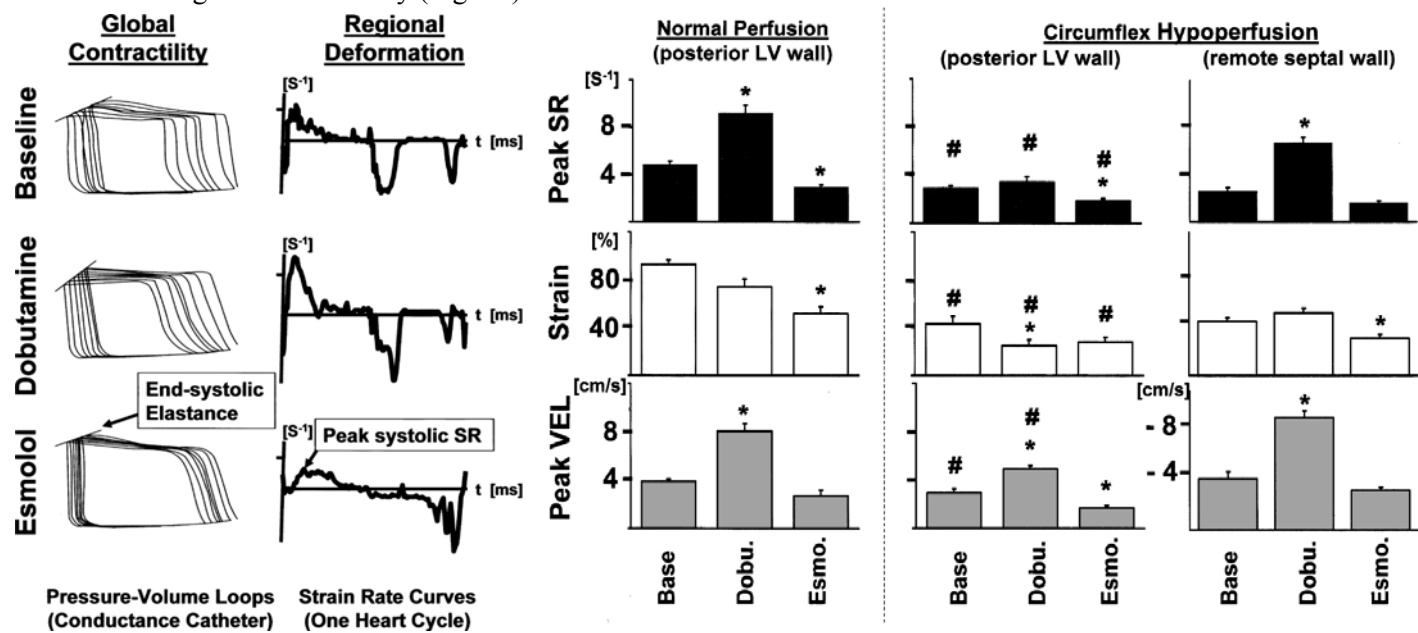 Global
Contractility
Regional
Deformation
Normal Perfusion
(posterior LV wall)
Circumflex Hypoperfusion
(posterior LV wall)
(remote septal wall)
Baseline
[S-1]
t [ms]
Peak SR
[S-1]
8
4
*
*
#
#
#
*
*
Dobutamine
[S-1]
t [ms]
Strain
[%]
80
40
*
#
#
*
#
*
End-systolic
Elastance
Esmolol
[S-1]
Peak systolic SR
t [ms]
Peak VEL
[cm/s]
8
4
*
#
#
*
*
[cm/s]
- 8
- 4
*
Base
Dobu.
Esmo.
Base
Dobu.
Esmo.
Base
Dobu.
Esmo.
Pressure-Volume Loops
(Conductance Catheter)
Strain Rate Curves
(One Heart Cycle)